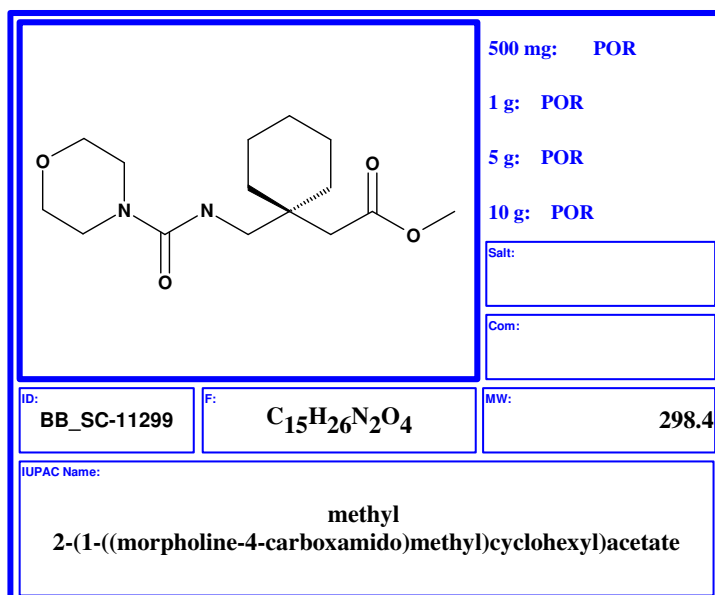 500 mg: POR
1 g: POR
5 g: POR
10 g: POR
O
N
O
N
O
O
Salt:
Com:
ID:
BB_SC-11299
F:
C15H26N2O4
MW:
298.4
IUPAC Name:
methyl
2-(1-((morpholine-4-carboxamido)methyl)cyclohexyl)acetate